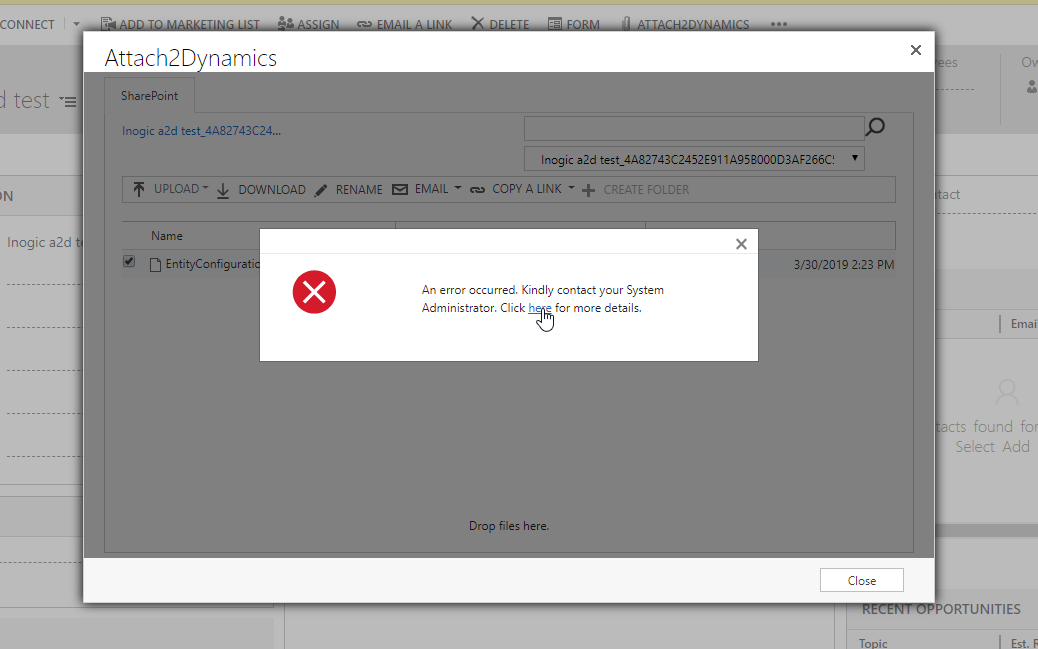 CONNECT ADD TO MARKETING LIST ASSIGN EMAIL A LINK DELETE FORM ATTACH2DYNAMICS
Attach2Dynamics
d test
SharePoint
Inogic a2d test_4A82743C24...
Inogic a2d test_4A82743C2452E911A95B000D3AF266C!
UPLOAD DOWNLOAD RENAME EMAIL COPY A LINK CREATE FOLDER
ON
Name
Inogic a2d te
EntityConfiguratio
3/30/2019 2:23 PM
An error occurred. Kindly contact your System
Administrator. Click here for more details.
Drop files here.
Close
yees
Ow
tact
Emai
tacts found for
Select Add
RECENT OPPORTUNITIES
Topic Est. R